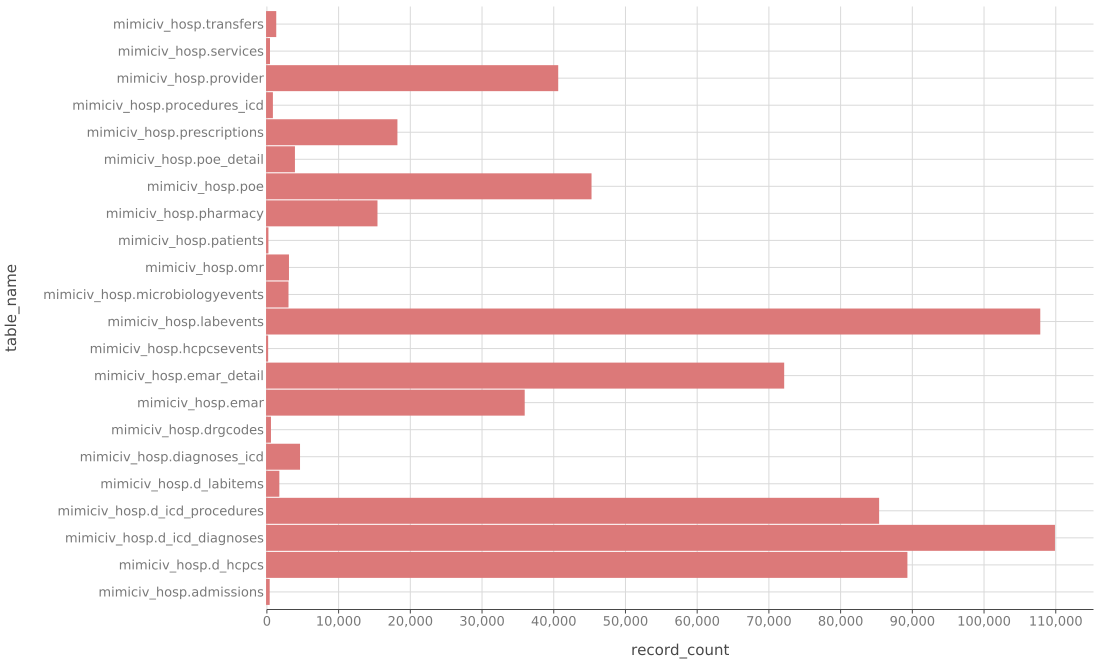 mimiciv_hosp.transfers
mimiciv_hosp.services
mimiciv_hosp.provider
mimiciv_hosp.procedures_icd
mimiciv_hosp.prescriptions
mimiciv_hosp.poe_detail
mimiciv_hosp.poe
mimiciv_hosp.pharmacy
mimiciv_hosp.patients
mimiciv_hosp.omr
mimiciv_hosp.microbiologyevents
mimiciv_hosp.labevents
mimiciv_hosp.hcpcsevents
mimiciv_hosp.emar_detail
mimiciv_hosp.emar
mimiciv_hosp.drgcodes
mimiciv_hosp.diagnoses_icd
mimiciv_hosp.d_labitems
mimiciv_hosp.d_icd_procedures
mimiciv_hosp.d_icd_diagnoses
mimiciv_hosp.d_hcpcs
mimiciv_hosp.admissions
table_name
0 10,000 20,000 30,000 40,000 50,000 60,000 70,000 80,000 90,000 100,000 110,000
record_count